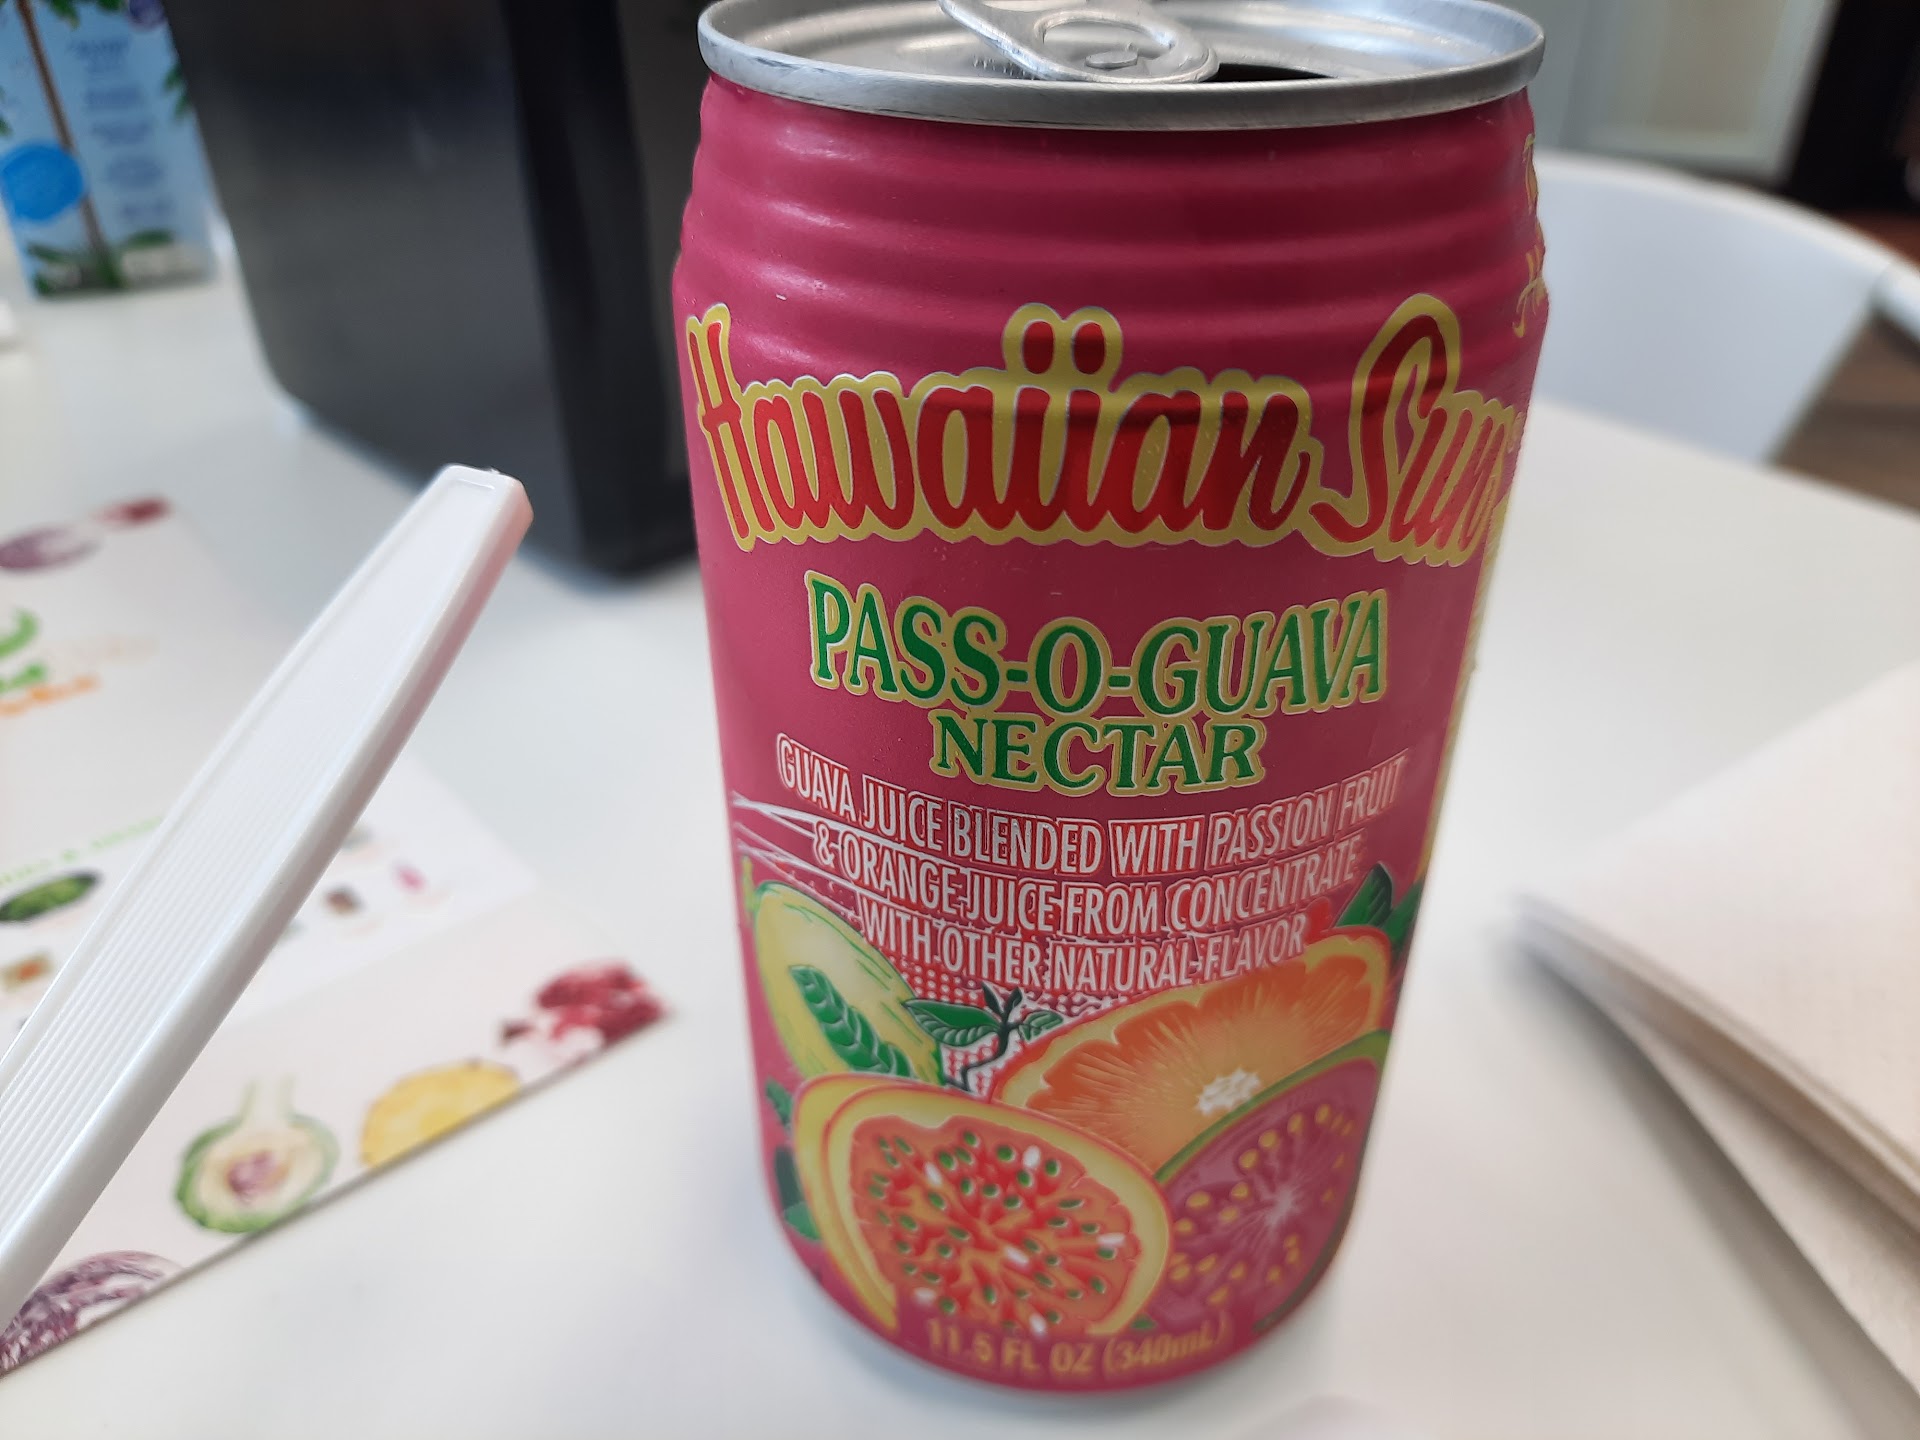 Hawaiian Sun
PASS-O-GUAVA
NECTAR
GUAVA JUICE BLENDED WITH PASSION FRUIT
& ORANGE JUICE FROM CONCENTRATE
WITH OTHER NATURAL FLAVOR
11.5 FL OZ (340mL)